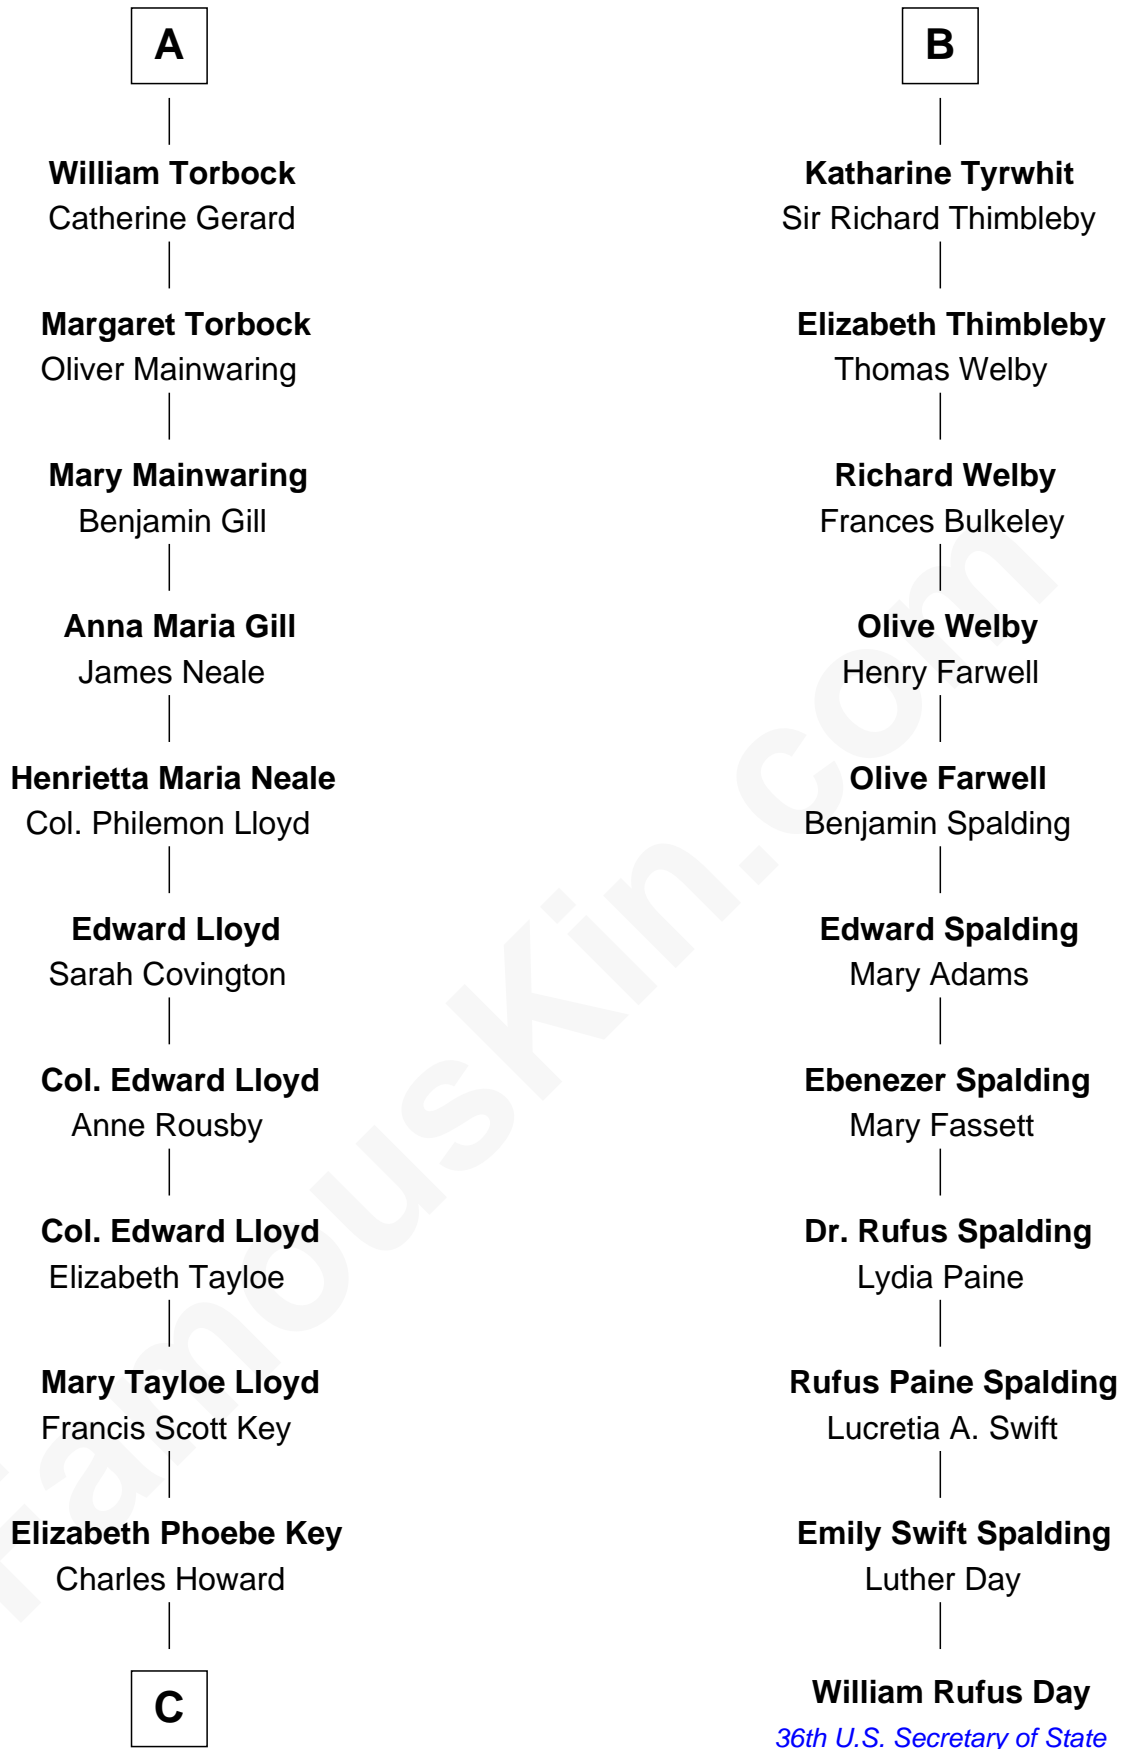 A
William Torbock
Catherine Gerard
Margaret Torbock
Oliver Mainwaring
Mary Mainwaring
Benjamin Gill
Anna Maria Gill
James Neale
Henrietta Maria Neale
Col. Philemon Lloyd
Edward Lloyd
Sarah Covington
Col. Edward Lloyd
Anne Rousby
Col. Edward Lloyd
Elizabeth Tayloe
Mary Tayloe Lloyd
Francis Scott Key
Elizabeth Phoebe Key
Charles Howard
C
B
Katharine Tyrwhit
Sir Richard Thimbleby
Elizabeth Thimbleby
Thomas Welby
Richard Welby
Frances Bulkeley
Olive Welby
Henry Farwell
Olive Farwell
Benjamin Spalding
Edward Spalding
Mary Adams
Ebenezer Spalding
Mary Fassett
Dr. Rufus Spalding
Lydia Paine
Rufus Paine Spalding
Lucretia A. Swift
Emily Swift Spalding
Luther Day
William Rufus Day
36th U.S. Secretary of State
FamousKin.com